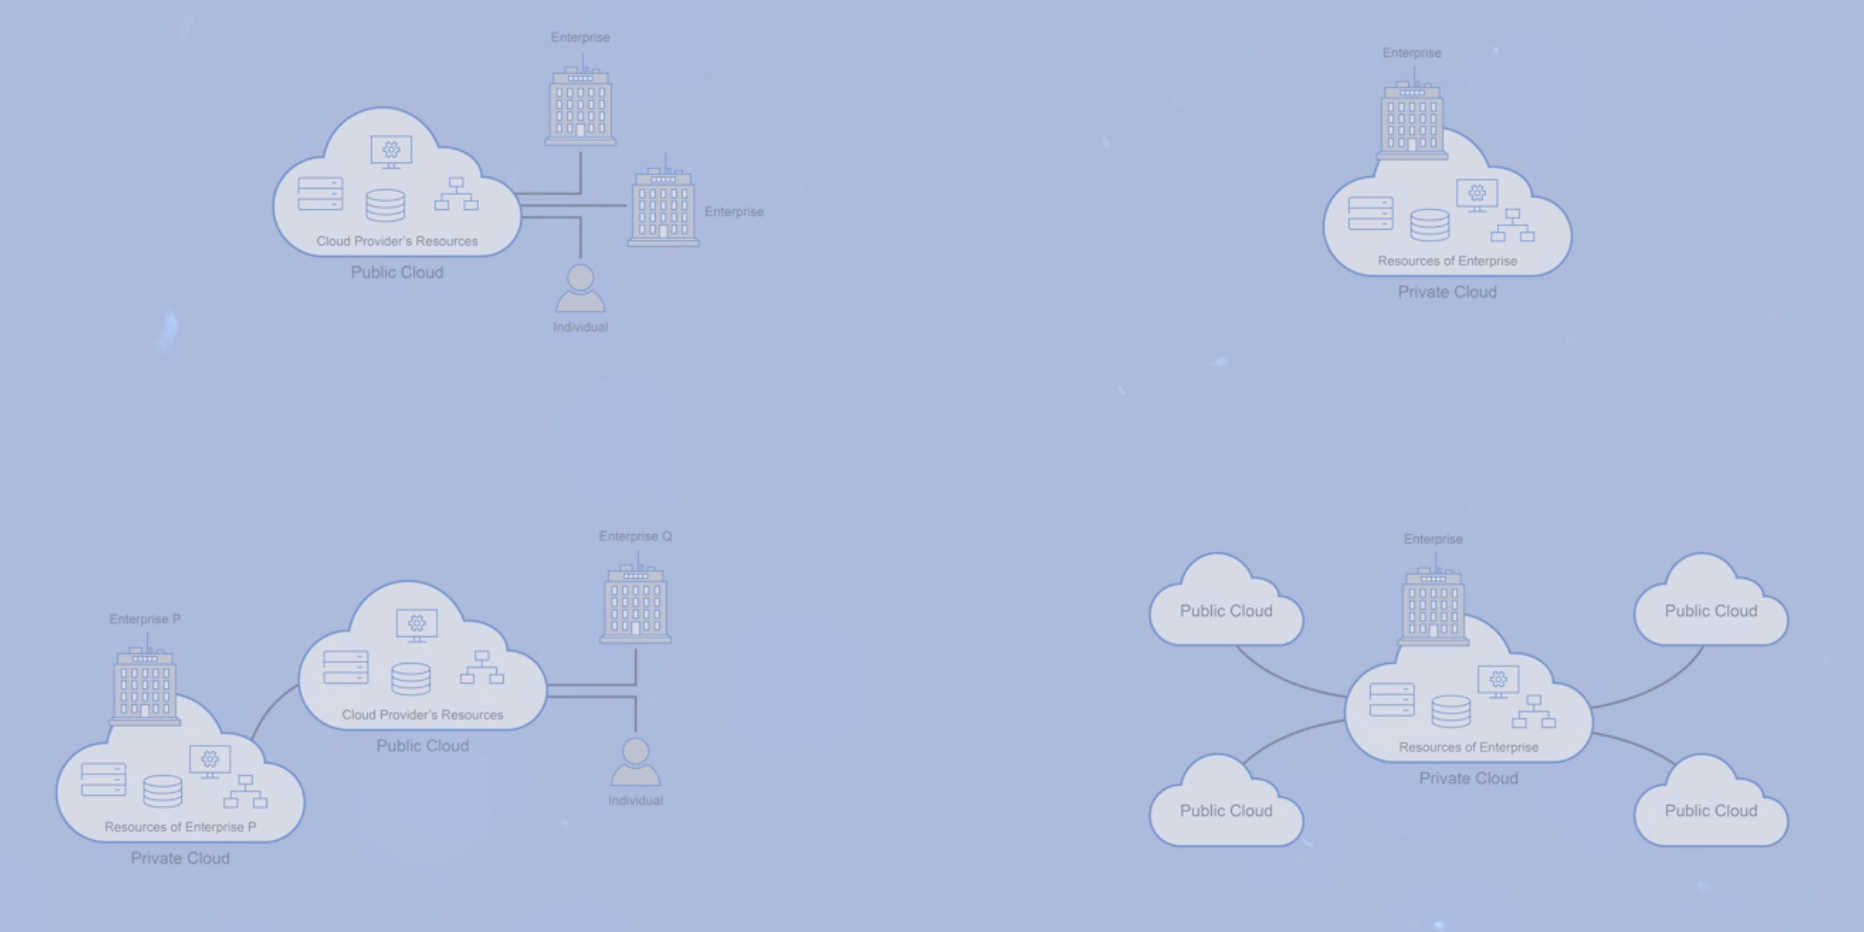 Enterprise
Cloud Provider's Resources
Public Cloud
Enterprise
Individual
Enterprise
Resources of Enterprise
Private Cloud
Enterprise P
Resources of Enterprise P
Private Cloud
Cloud Provider's Resources
Public Cloud
Enterprise Q
Individual
Public Cloud
Enterprise
Public Cloud
Resources of Enterprise
Private Cloud
Public Cloud
Public Cloud